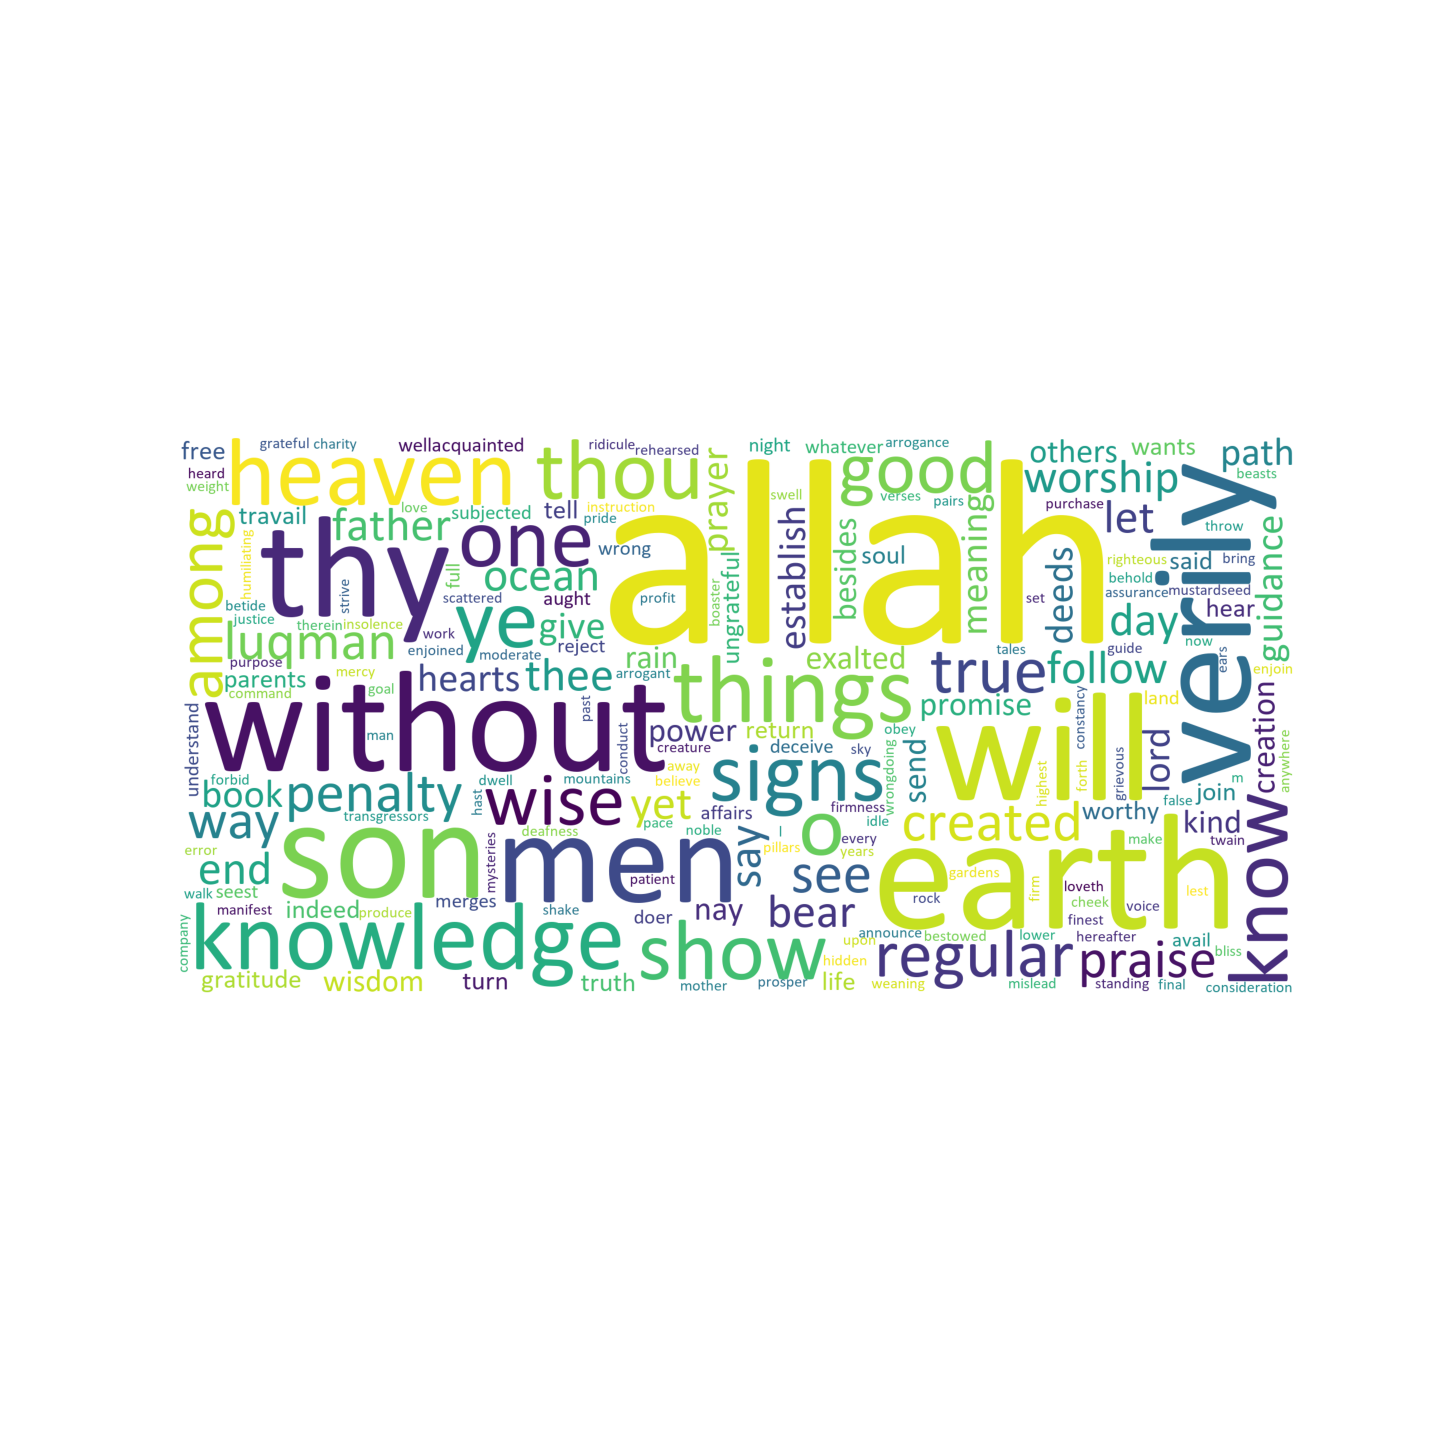 free grateful charity wellacquainted ridicule rehearsed night whatever arrogance others wants path
heard heaven thou allah good worship verily beasts
weight love swell verses pairs purchase let throw
travail father subjected tell instruction pride prayer meaning
among humiliating thy one wrong establish besides soul deeds righteous said bring guidance
full ocean ungrateful behold assurance mustardseed
betide strive scattered aught profit boaster set day hear
justice therein insolence ye give
luqman work enjoined moderate reject rain exalted tales guide now ears
purpose parents mercy hearts thee arrogant things true follow enjoin
command goal without past promise constancy land creation
understand man conduct power return obey will lord anywhere
creature deceive sky
forbid dwell mountains away signs wrongdoing send highest forth grievous m
book penalty hast wise believe firmness false join know
way transgressors yet affairs idle created worthy kind
son deafness men pace noble say l o every earth make twain
error mysteries pillars years
end patient see gardens firm loveth lest
walk seest merges rock cheek voice
company manifest indeed produce shake doer nay bear finest
knowledge show upon announce bestowed lower hereafter avail
hidden regular praise bliss
gratitude wisdom turn truth mother prosper life weaning mislead standing final consideration